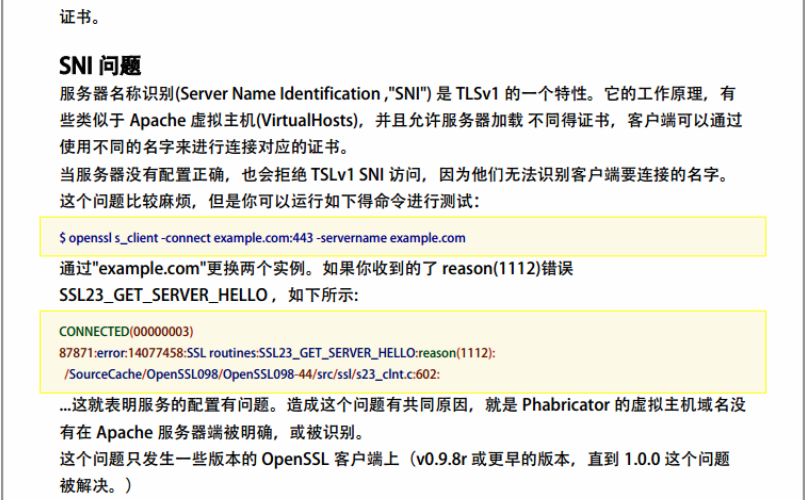 证书。
SNI 问题
服务器名称识别(Server Name Identification ,"SNI") 是 TLSv1 的一个特性。它的工作原理，有
些类似于 Apache 虚拟主机(VirtualHosts)，并且允许服务器加载 不同得证书，客户端可以通过
使用不同的名字来进行连接对应的证书。
当服务器没有配置正确，也会拒绝 TSLv1 SNI 访问，因为他们无法识别客户端要连接的名字。
这个问题比较麻烦，但是你可以运行如下得命令进行测试：
$ openssl s_client -connect example.com:443 -servername example.com
通过"example.com"更换两个实例。如果你收到的了 reason(1112)错误
SSL23_GET_SERVER_HELLO ，如下所示:
CONNECTED(00000003)
87871:error:14077458:SSL routines:SSL23_GET_SERVER_HELLO:reason(1112):
/SourceCache/OpenSSL098/OpenSSL098-44/src/ssl/s23_clnt.c:602:
...这就表明服务的配置有问题。造成这个问题有共同原因，就是 Phabricator 的虚拟主机域名没
有在 Apache 服务器端被明确，或被识别。
这个问题只发生一些版本的 OpenSSL 客户端上（v0.9.8r 或更早的版本，直到 1.0.0 这个问题
被解决。）